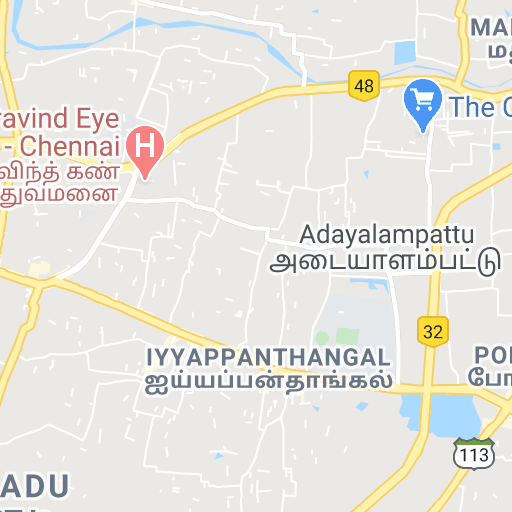 MA
மது
48
The C
ravind Eye
- Chennai
விந்த் கண்
துவமனை
H
Adayalampattu
அடையாளம்பட்டு
32
IYYAPPANTHANGAL
ஐய்யப்பன்தாங்கல்
PO
போ
113
ADU